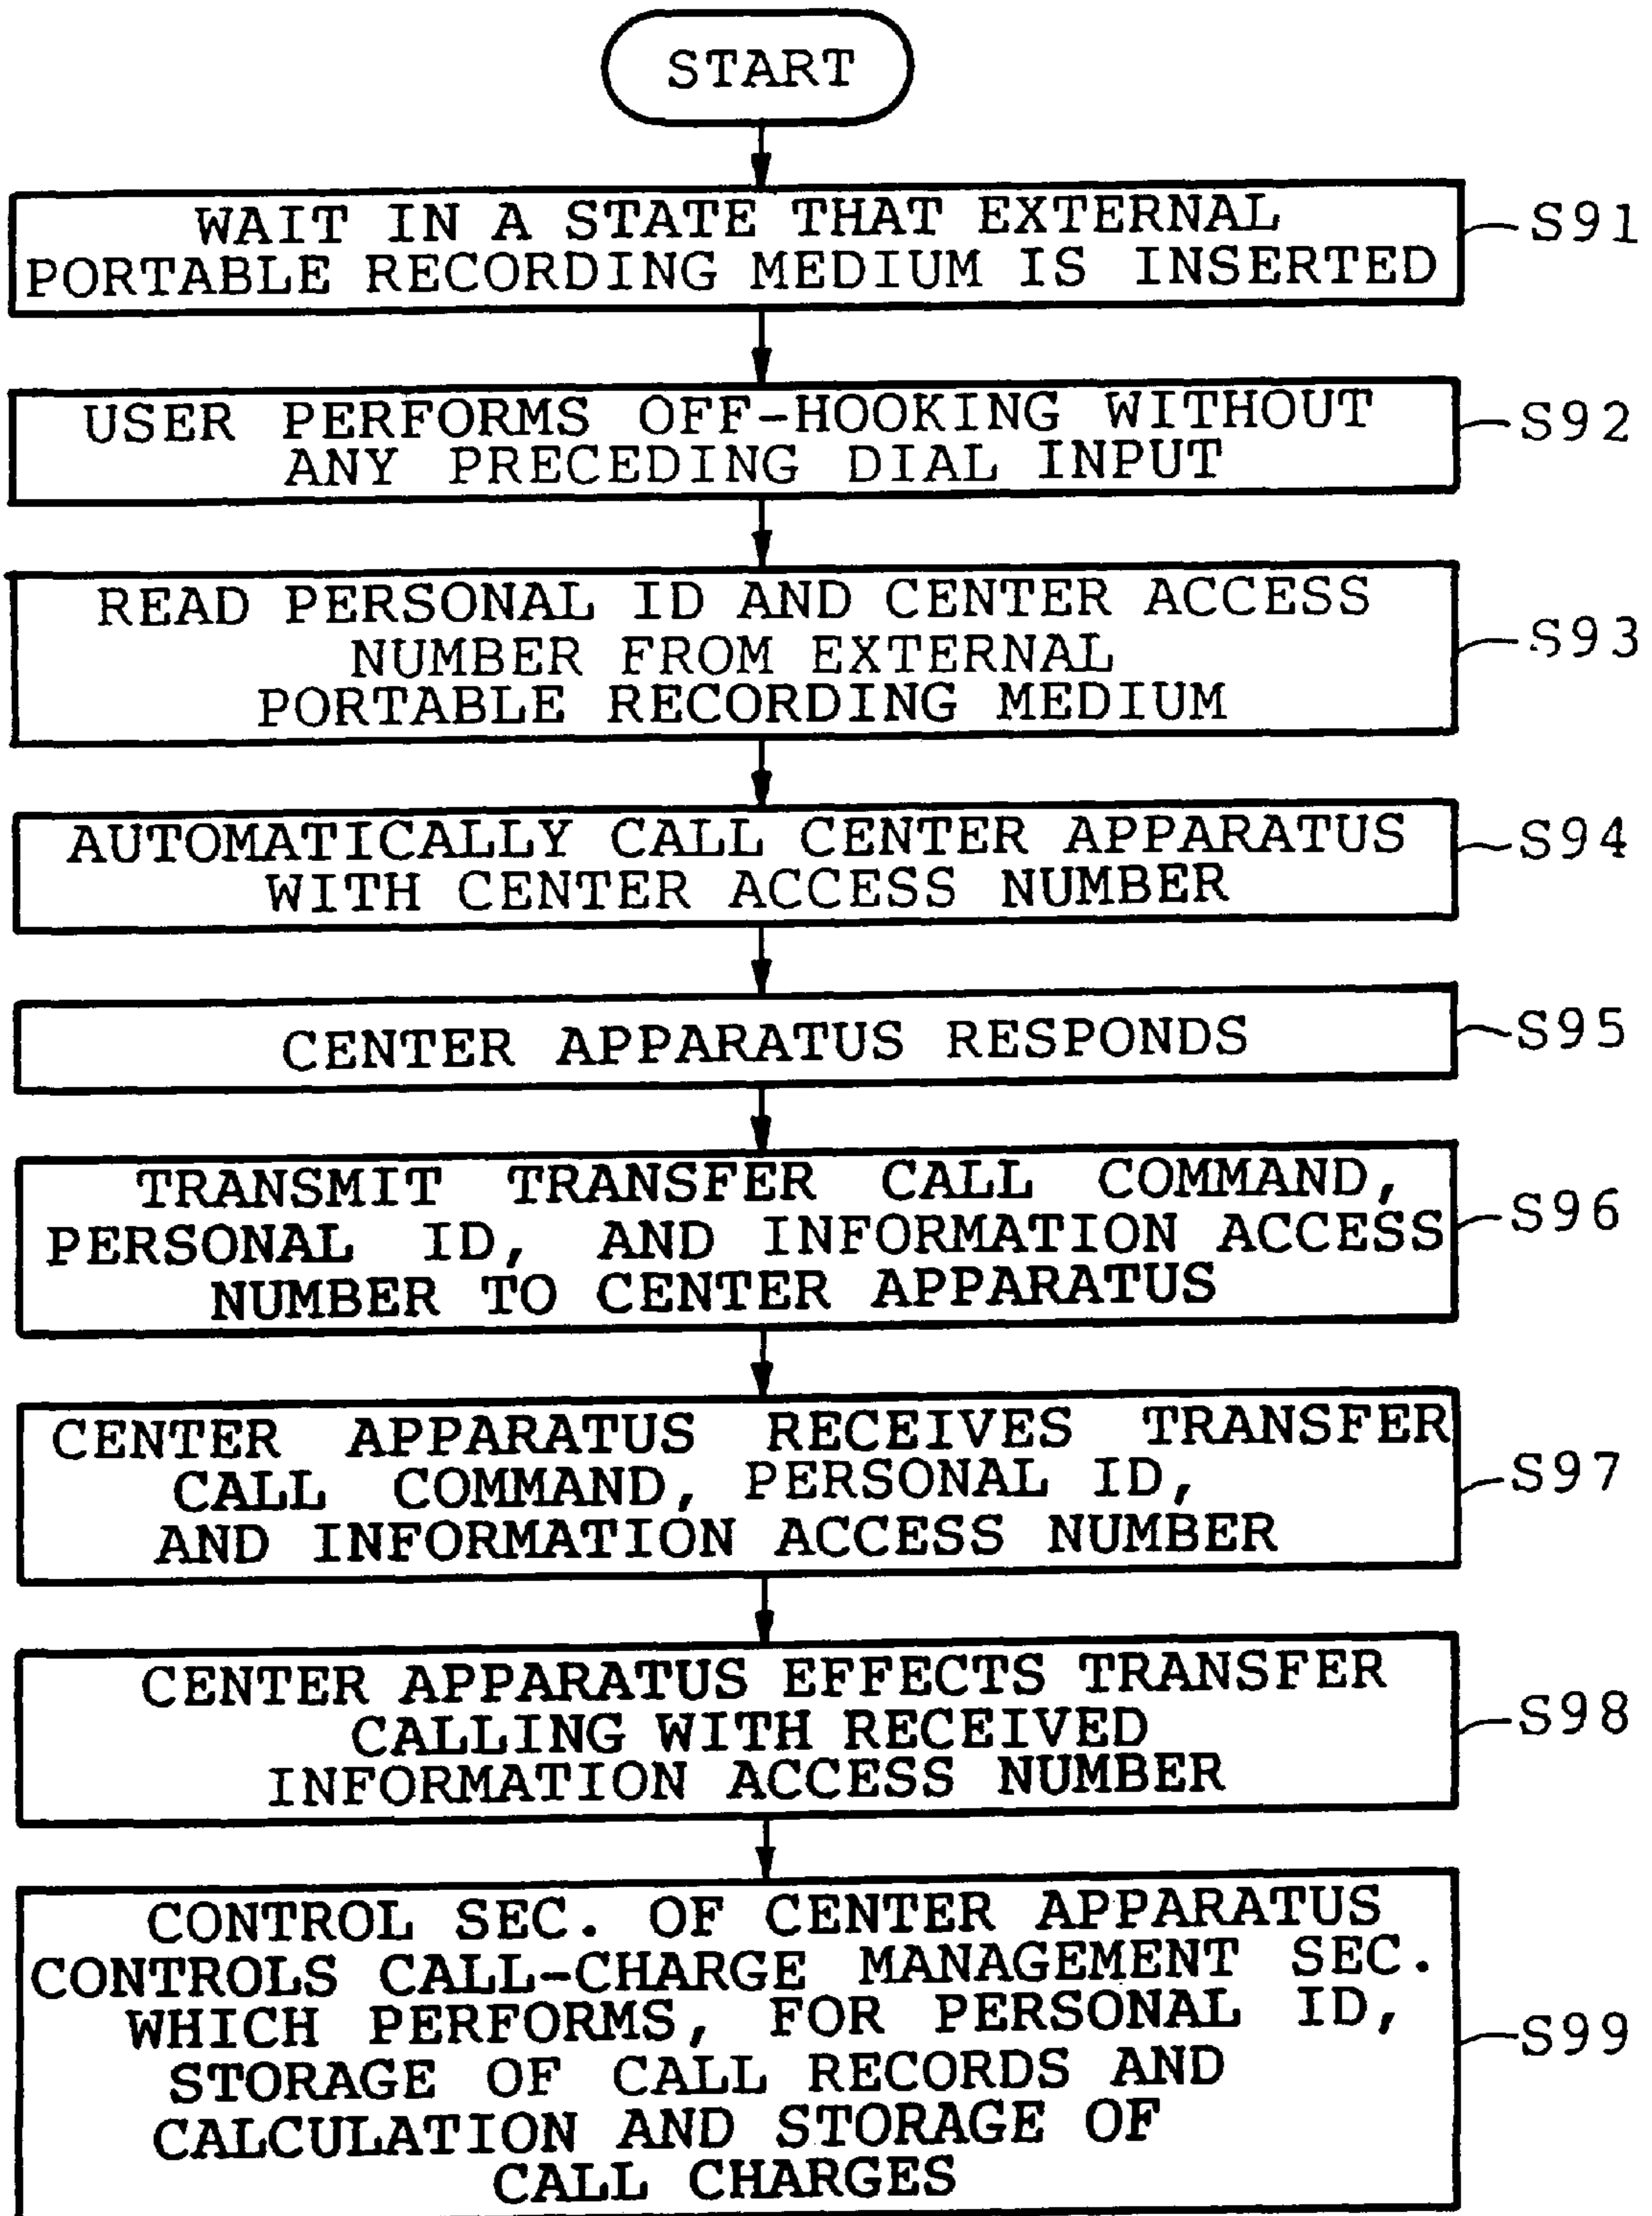 START
WAIT IN A STATE THAT EXTERNAL
PORTABLE RECORDING MEDIUM IS INSERTED
S91
USER PERFORMS OFF-HOOKING WITHOUT
ANY PRECEDING DIAL INPUT
S92
READ PERSONAL ID AND CENTER ACCESS
NUMBER FROM EXTERNAL
PORTABLE RECORDING MEDIUM
S93
AUTOMATICALLY CALL CENTER APPARATUS
WITH CENTER ACCESS NUMBER
S94
CENTER APPARATUS RESPONDS
S95
TRANSMIT TRANSFER CALL COMMAND,
PERSONAL ID, AND INFORMATION ACCESS
NUMBER TO CENTER APPARATUS
S96
CENTER APPARATUS RECEIVES TRANSFER
CALL COMMAND, PERSONAL ID,
AND INFORMATION ACCESS NUMBER
S97
CENTER APPARATUS EFFECTS TRANSFER
CALLING WITH RECEIVED
INFORMATION ACCESS NUMBER
S98
CONTROL SEC. OF CENTER APPARATUS
CONTROLS CALL-CHARGE MANAGEMENT SEC.
WHICH PERFORMS, FOR PERSONAL ID,
STORAGE OF CALL RECORDS AND
CALCULATION AND STORAGE OF
CALL CHARGES
S99